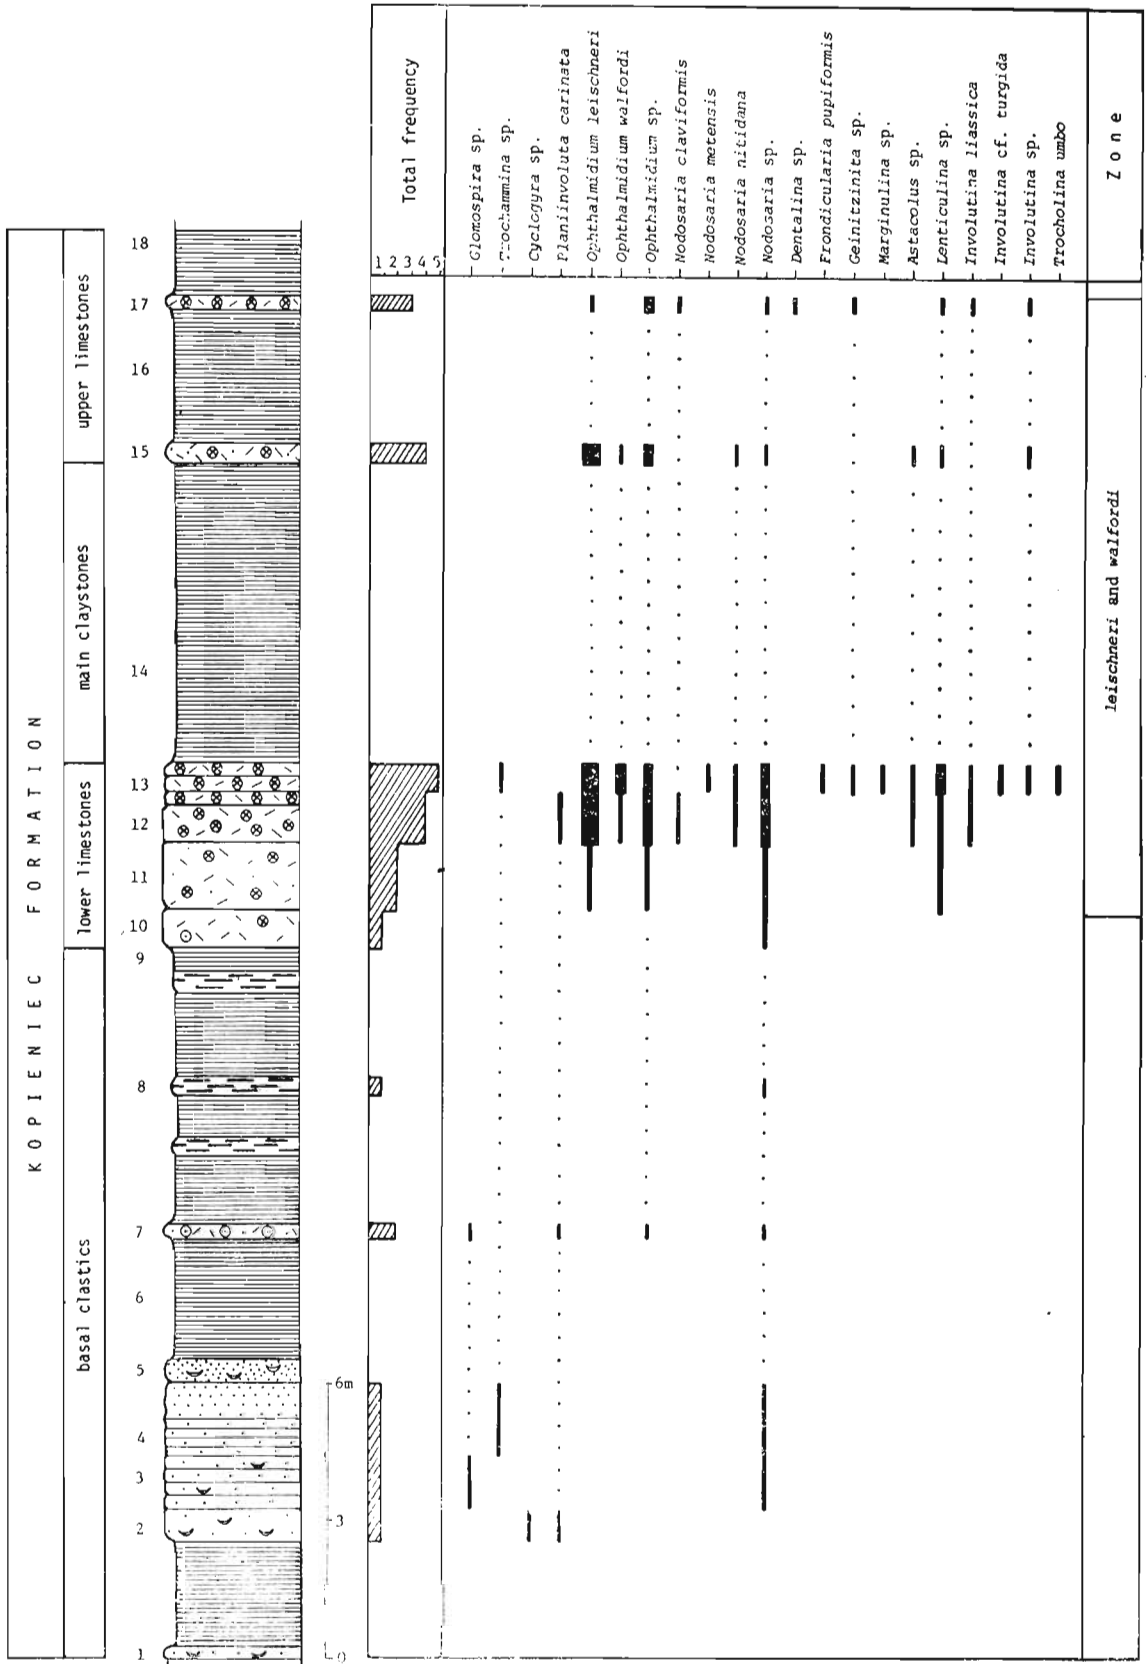 KOPIENIEC FORMATION
upper limestones
main claystones
lower limestones
basal clastics
18
17
16
15
14
13
12
11
10
9
8
7
6
5
4
3
2
1
6m
3
0
Total frequency
1 2 3 4 5
Glomospira sp.
Trochammina sp.
Cyclogyra sp.
Planiinvoluta carinata
Ophthalmidium leischneri
Ophthalmidium walfordi
Ophthalmidium sp.
Nodosaria claviformis
Nodosaria metensis
Nodosaria nitidana
Nodosaria sp.
Dentalina sp.
Frondicularia pupiformis
Geinitzinita sp.
Marginulina sp.
Astacolus sp.
Lenticulina sp.
Involutina liassica
Involutina cf. turgida
Involutina sp.
Trocholina umbo
Zone
leischneri and walfordi